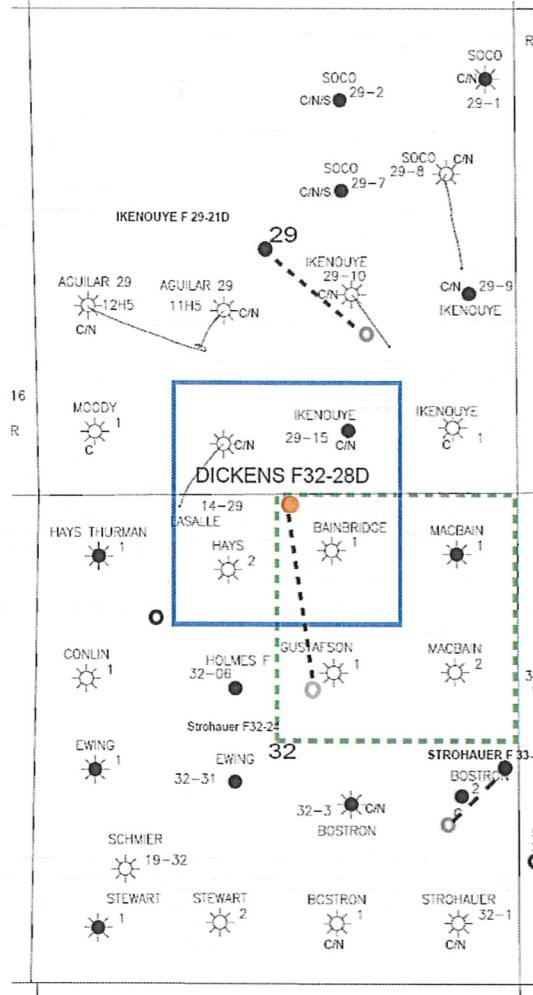 R
SOCO
C/N
29-1
SOCO
29-2
C/N/S
SOCO
29-7
C/N/S
SOCO
29-8
C/N
IKENOUYE F 29-21D
29
IKENOUYE
29-10
C/N
C/N
29-9
IKENOUYE
AGUILAR 29
12H5
C/N
AGUILAR 29
11H5
C/N
16
R
MOODY
1
C
C/N
IKENOUYE
29-15
C/N
IKENOUYE
1
C
DICKENS F32-28D
14-29
LASALLE
HAYS THURMAN
1
HAYS
2
BAINBRIDGE
1
MACBAIN
1
CONLIN
1
HOLMES F
32-06
GUSTAFSON
1
MACBAIN
2
3
Strohauer F32-24
32
EWING
1
EWING
32-31
STROHAUER F 33-
BOSTRON
2
C
32-3
C/N
BOSTRON
SCHMIER
19-32
STEWART
1
STEWART
2
BOSTRON
1
C/N
STROHAUER
32-1
C/N